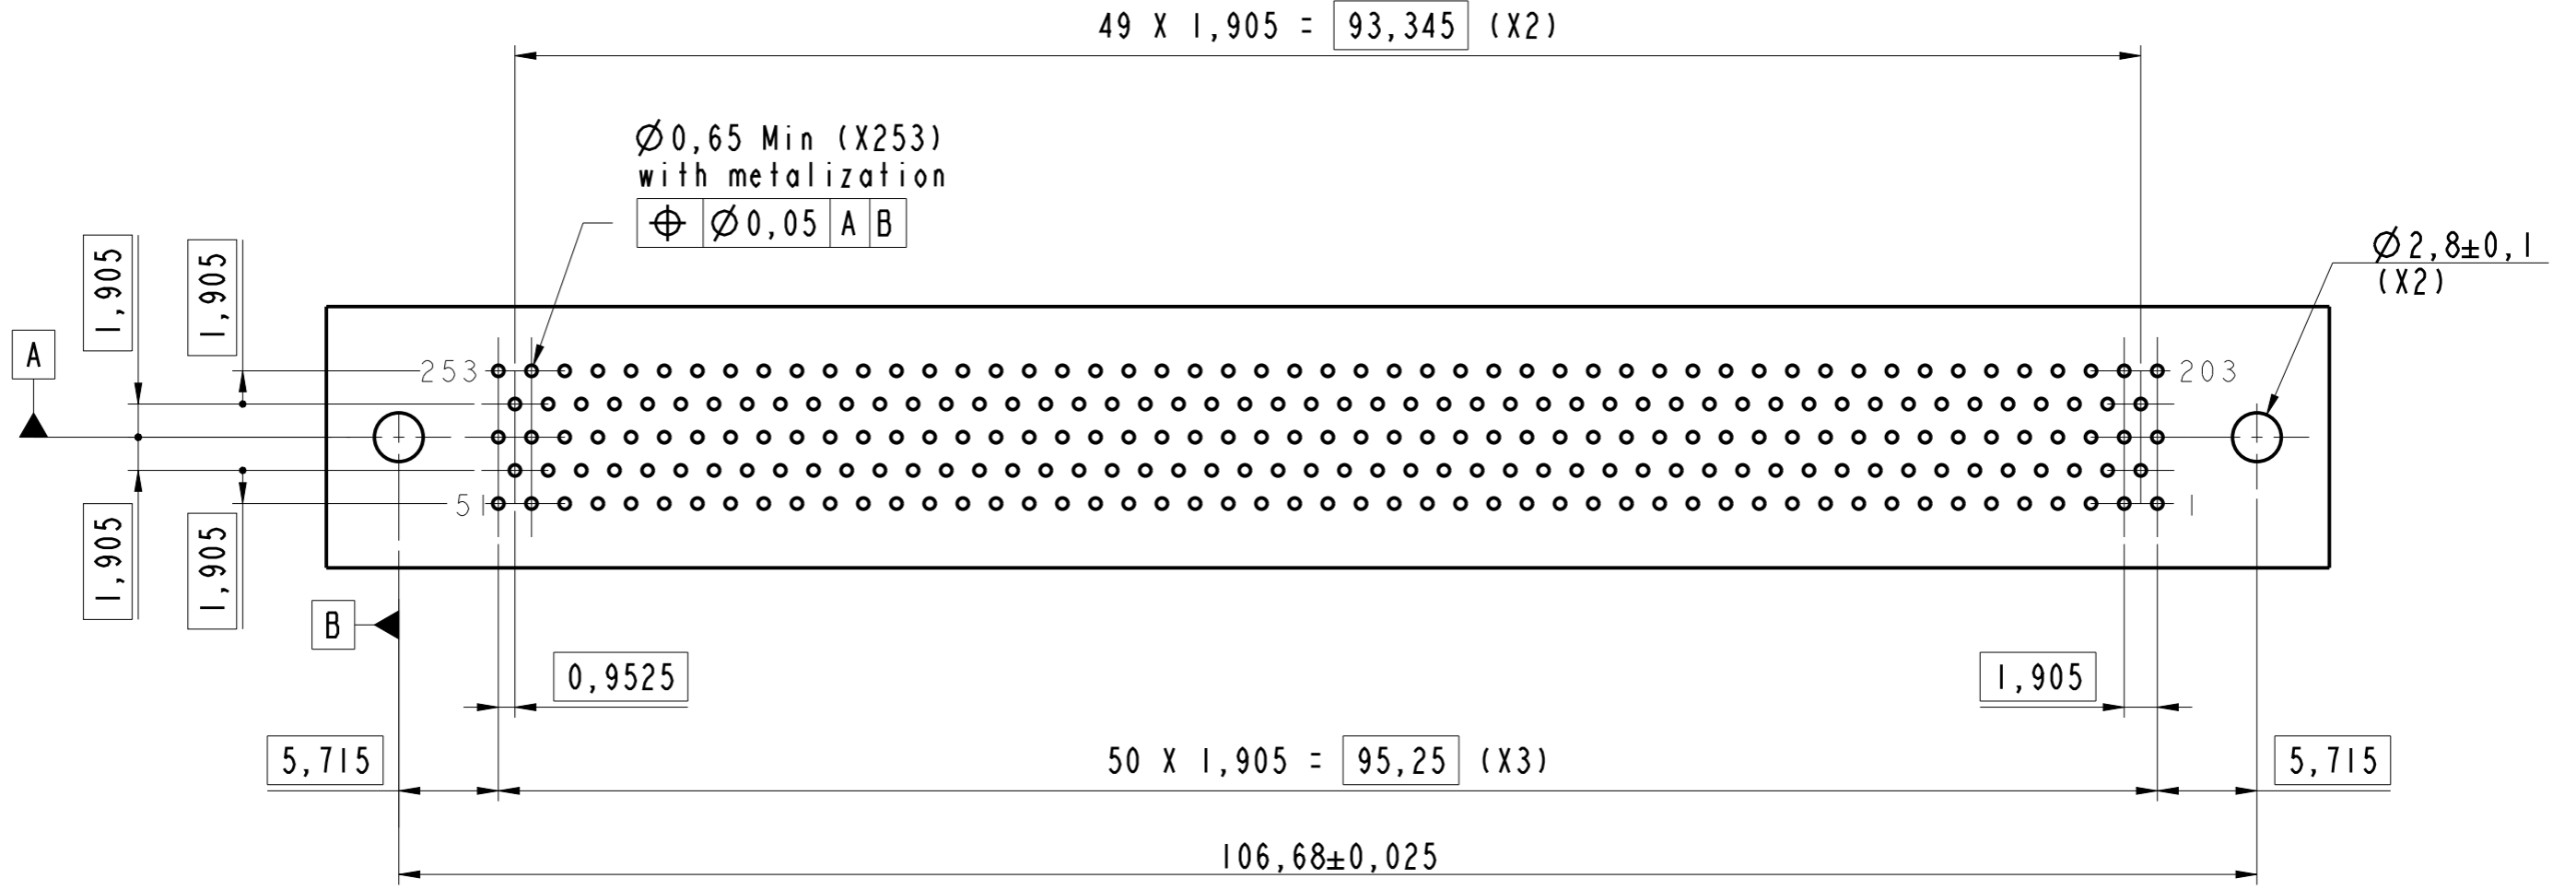 49 X 1,905 = 93,345 (X2)
Ø0,65 Min (X253)
with metalization
⌖ Ø0,05 A B
Ø2,8±0,1
(X2)
1,905
1,905
A
253
203
51
1
1,905
1,905
B
0,9525
1,905
5,715
50 X 1,905 = 95,25 (X3)
5,715
106,68±0,025